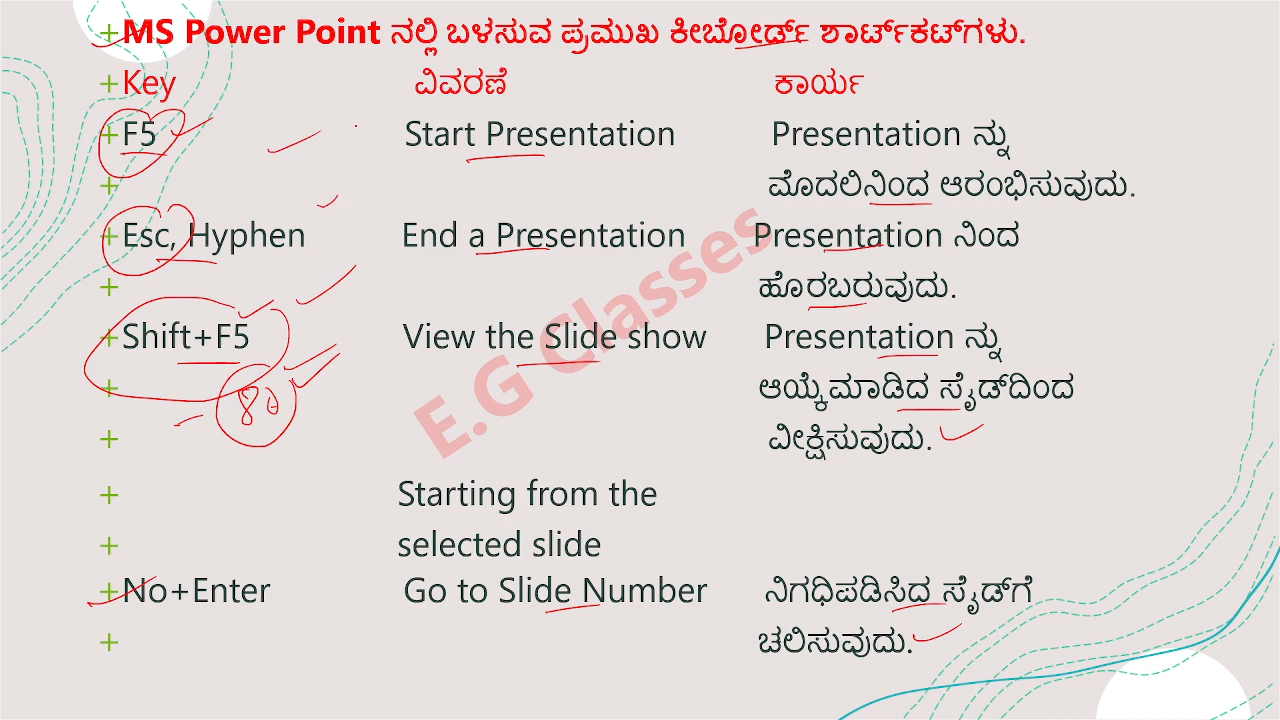 +MS Power Point ನಲ್ಲಿ ಬಳಸುವ ಪ್ರಮುಖ ಕೀಬೋರ್ಡ್ ಶಾರ್ಟ್‌ಕಟ್‌ಗಳು.
+Key ವಿವರಣೆ ಕಾರ್ಯ
+F5 Start Presentation Presentation ನ್ನು
+ ಮೊದಲಿನಿಂದ ಆರಂಭಿಸುವುದು.
+Esc, Hyphen End a Presentation Presentation ನಿಂದ
+ ಹೊರಬರುವುದು.
+Shift+F5 View the Slide show Presentation ನ್ನು
+ 80 ಆಯ್ಕೆಮಾಡಿದ ಸ್ಲೈಡ್‌ದಿಂದ
+ ವೀಕ್ಷಿಸುವುದು.
+ Starting from the
+ selected slide
+No+Enter Go to Slide Number ನಿಗಧಿಪಡಿಸಿದ ಸ್ಲೈಡ್‌ಗೆ
+ ಚಲಿಸುವುದು.
E.G Classes